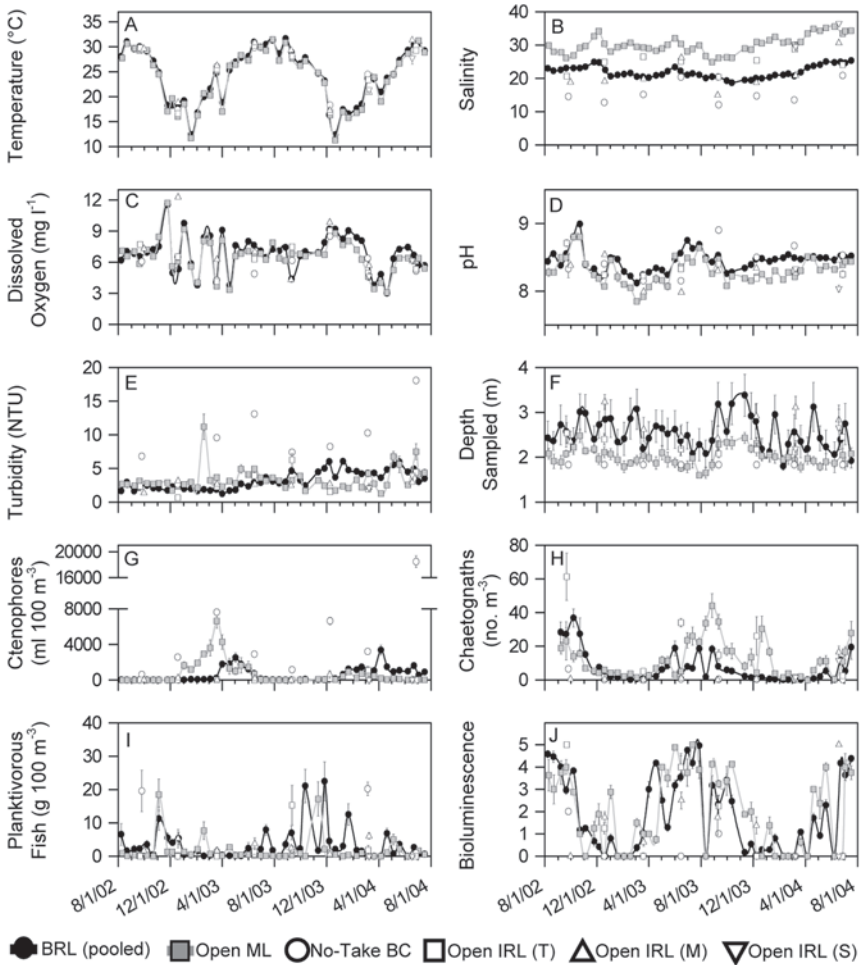 A
Temperature (°C)
35
30
25
20
15
10
B
Salinity
40
30
20
10
0
C
Dissolved
Oxygen (mg l⁻¹)
12
9
6
3
0
D
pH
9
8
E
Turbidity (NTU)
20
15
10
5
0
F
Depth
Sampled (m)
4
3
2
1
G
Ctenophores
(ml 100 m⁻³)
20000
16000
8000
4000
0
H
Chaetognaths
(no. m⁻³)
80
60
40
20
0
I
Planktivorous
Fish (g 100 m⁻³)
40
30
20
10
0
J
Bioluminescence
5
4
3
2
1
0
8/1/02 12/1/02 4/1/03 8/1/03 12/1/03 4/1/04 8/1/04
8/1/02 12/1/02 4/1/03 8/1/03 12/1/03 4/1/04 8/1/04
BRL (pooled) Open ML No-Take BC Open IRL (T) Open IRL (M) Open IRL (S)